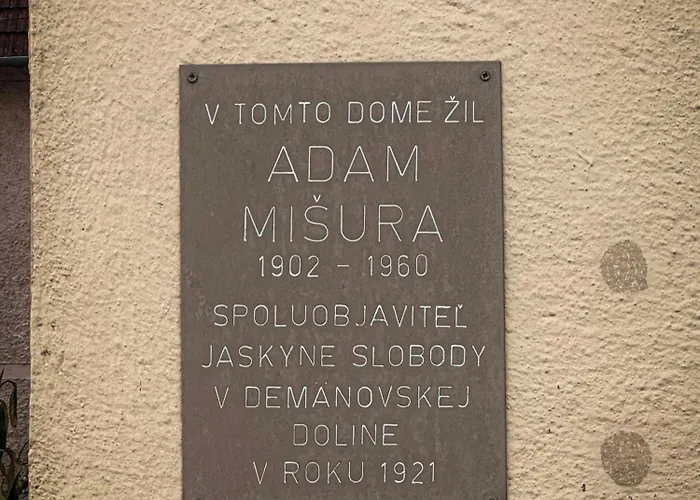 V TOMTO DOME ŽIL
ADAM
MIŠURA
1902 – 1960
SPOLUOBJAVITEĽ
JASKYNE SLOBODY
V DEMÄNOVSKEJ
DOLINE
V ROKU 1921